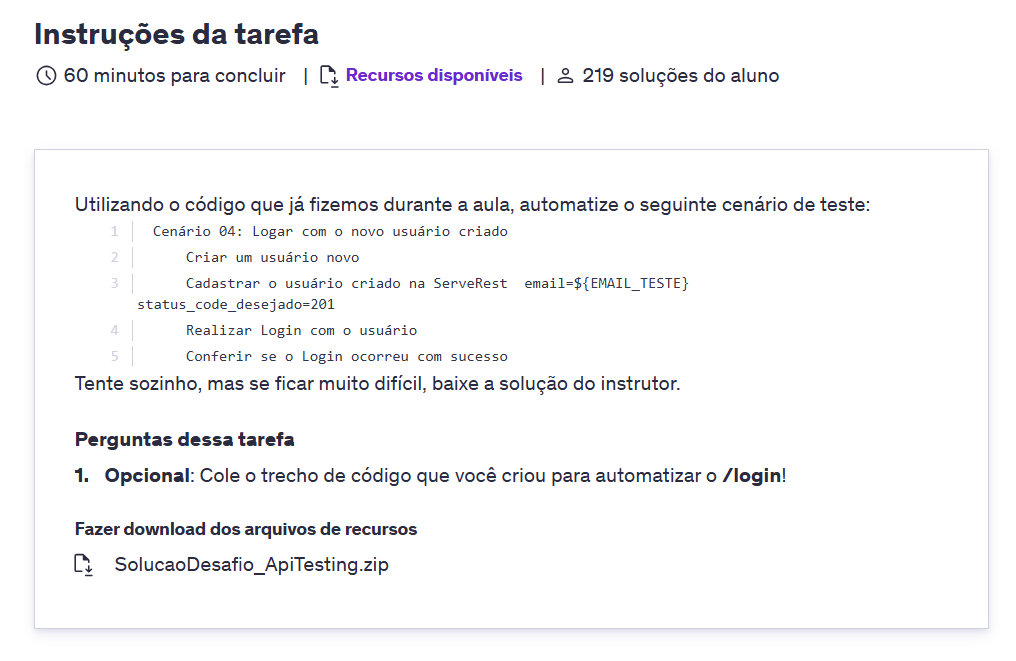 Instruções da tarefa
60 minutos para concluir | Recursos disponíveis | 219 soluções do aluno
Utilizando o código que já fizemos durante a aula, automatize o seguinte cenário de teste:
1 Cenário 04: Logar com o novo usuário criado
2 Criar um usuário novo
3 Cadastrar o usuário criado na ServeRest  email=${EMAIL_TESTE}
status_code_desejado=201
4 Realizar Login com o usuário
5 Conferir se o Login ocorreu com sucesso
Tente sozinho, mas se ficar muito difícil, baixe a solução do instrutor.
Perguntas dessa tarefa
1. Opcional: Cole o trecho de código que você criou para automatizar o /login!
Fazer download dos arquivos de recursos
SolucaoDesafio_ApiTesting.zip